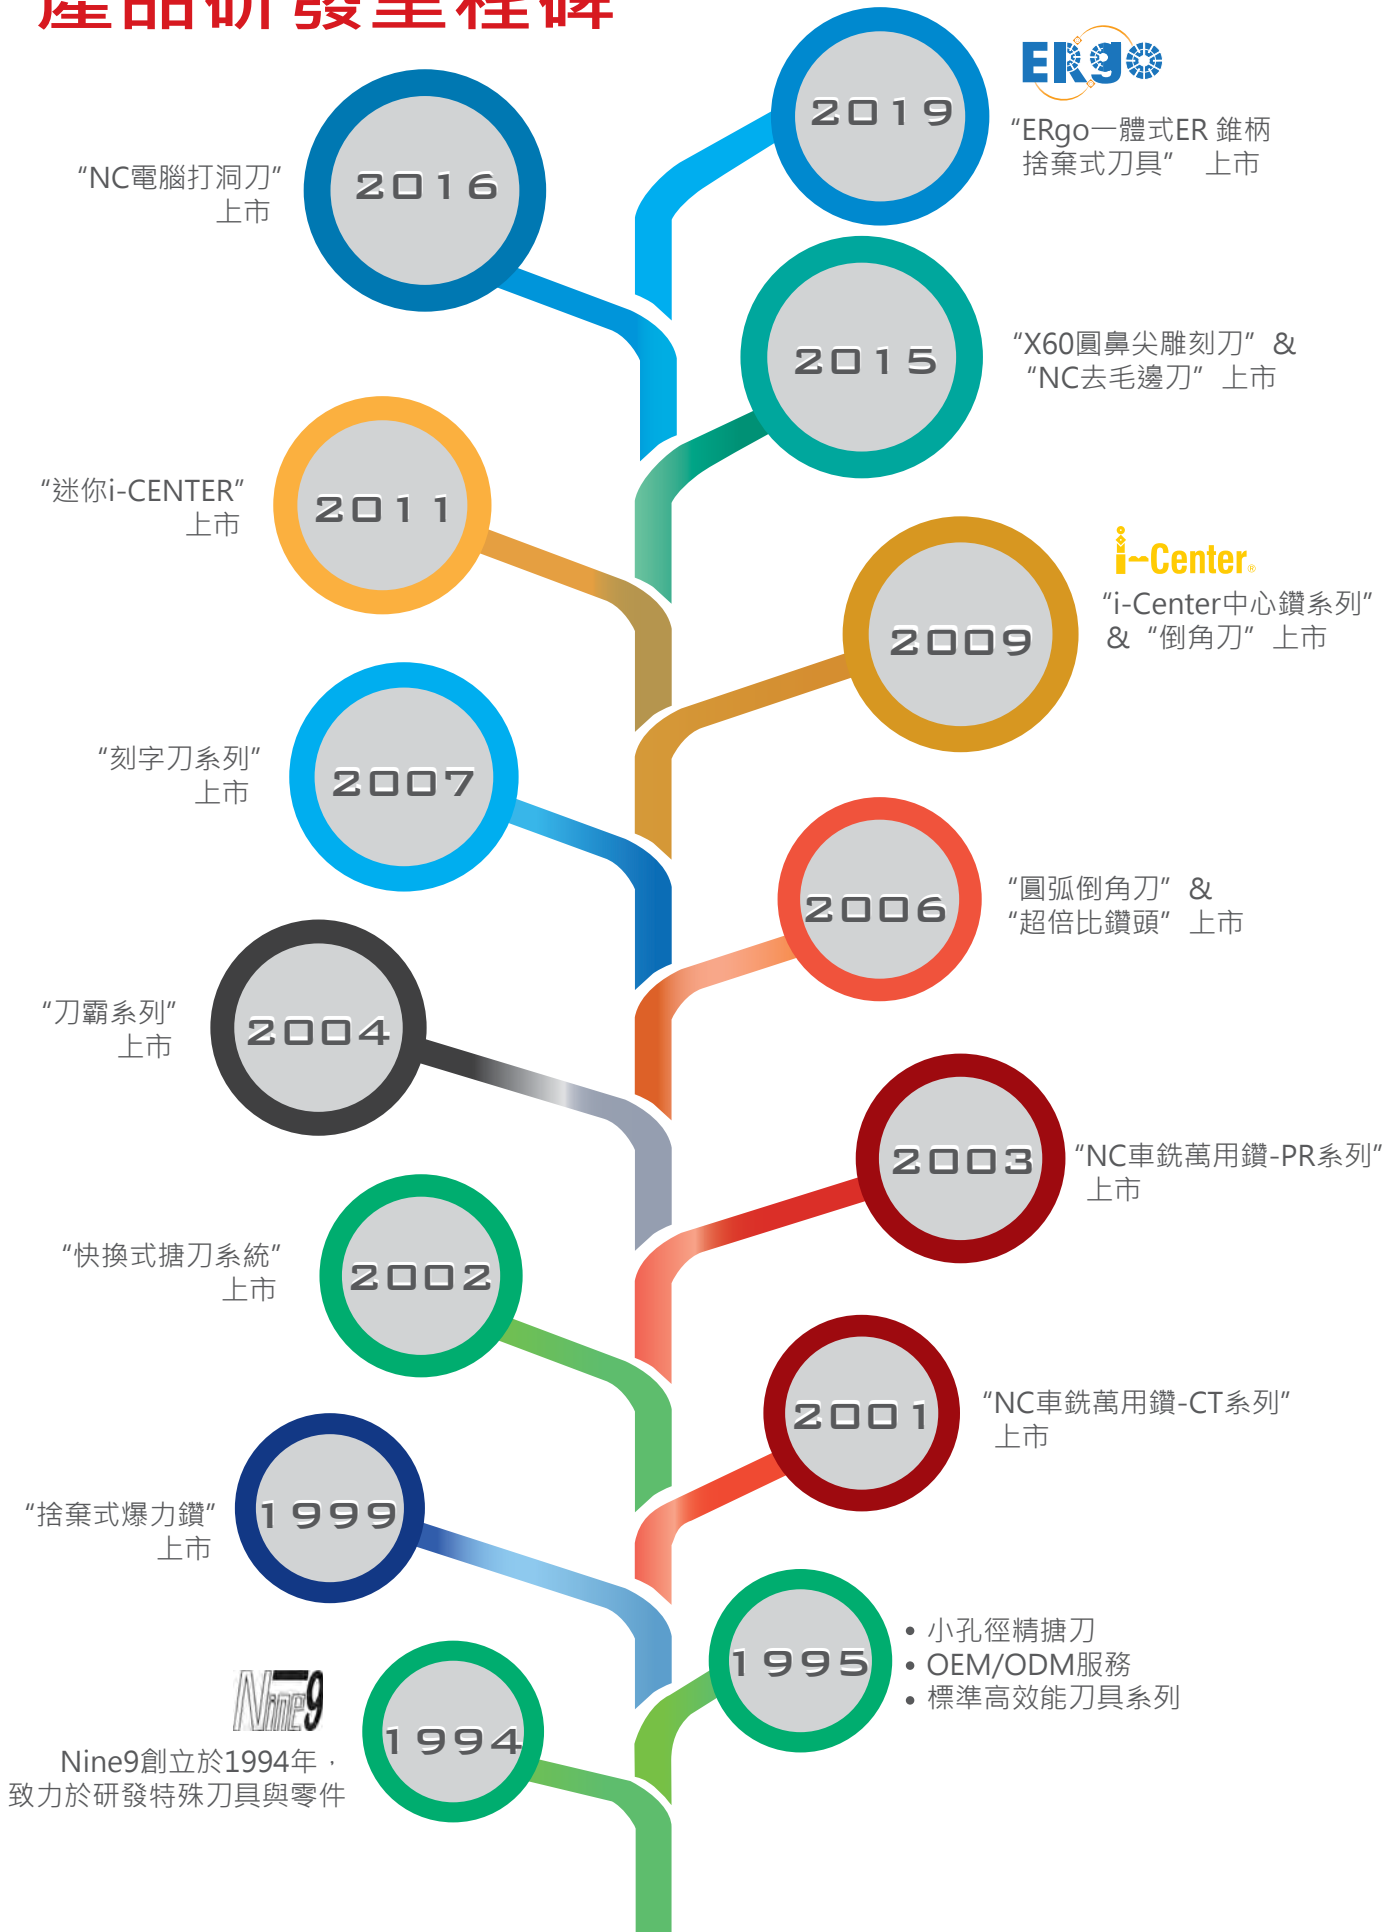 產品研發里程碑
ERgo
2019
“ERgo一體式ER 錐柄
捨棄式刀具” 上市
2016
“NC電腦打洞刀”
上市
2015
“X60圓鼻尖雕刻刀” &
“NC去毛邊刀” 上市
2011
“迷你i-CENTER”
上市
i-Center®
2009
“i-Center中心鑽系列”
& “倒角刀” 上市
2007
“刻字刀系列”
上市
2006
“圓弧倒角刀” &
“超倍比鑽頭” 上市
2004
“刀霸系列”
上市
2003
“NC車銑萬用鑽-PR系列”
上市
2002
“快換式搪刀系統”
上市
2001
“NC車銑萬用鑽-CT系列”
上市
1999
“捨棄式爆力鑽”
上市
1995
• 小孔徑精搪刀
• OEM/ODM服務
• 標準高效能刀具系列
Nine9
1994
Nine9創立於1994年，
致力於研發特殊刀具與零件